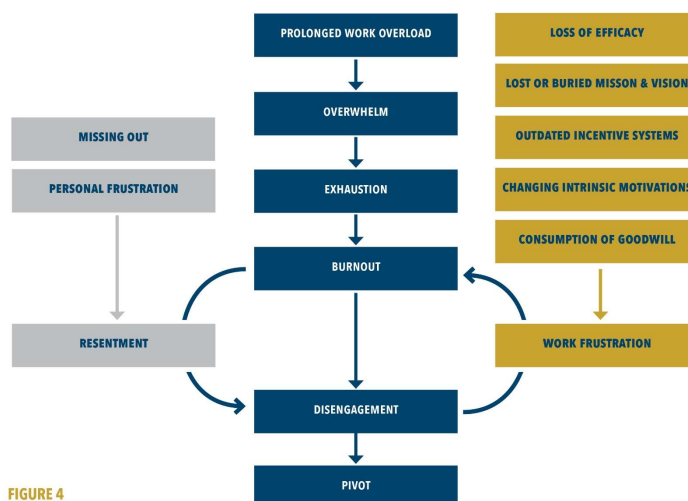 PROLONGED WORK OVERLOAD
OVERWHELM
EXHAUSTION
BURNOUT
DISENGAGEMENT
PIVOT
MISSING OUT
PERSONAL FRUSTRATION
RESENTMENT
LOSS OF EFFICACY
LOST OR BURIED MISSON & VISION
OUTDATED INCENTIVE SYSTEMS
CHANGING INTRINSIC MOTIVATIONS
CONSUMPTION OF GOODWILL
WORK FRUSTRATION
FIGURE 4